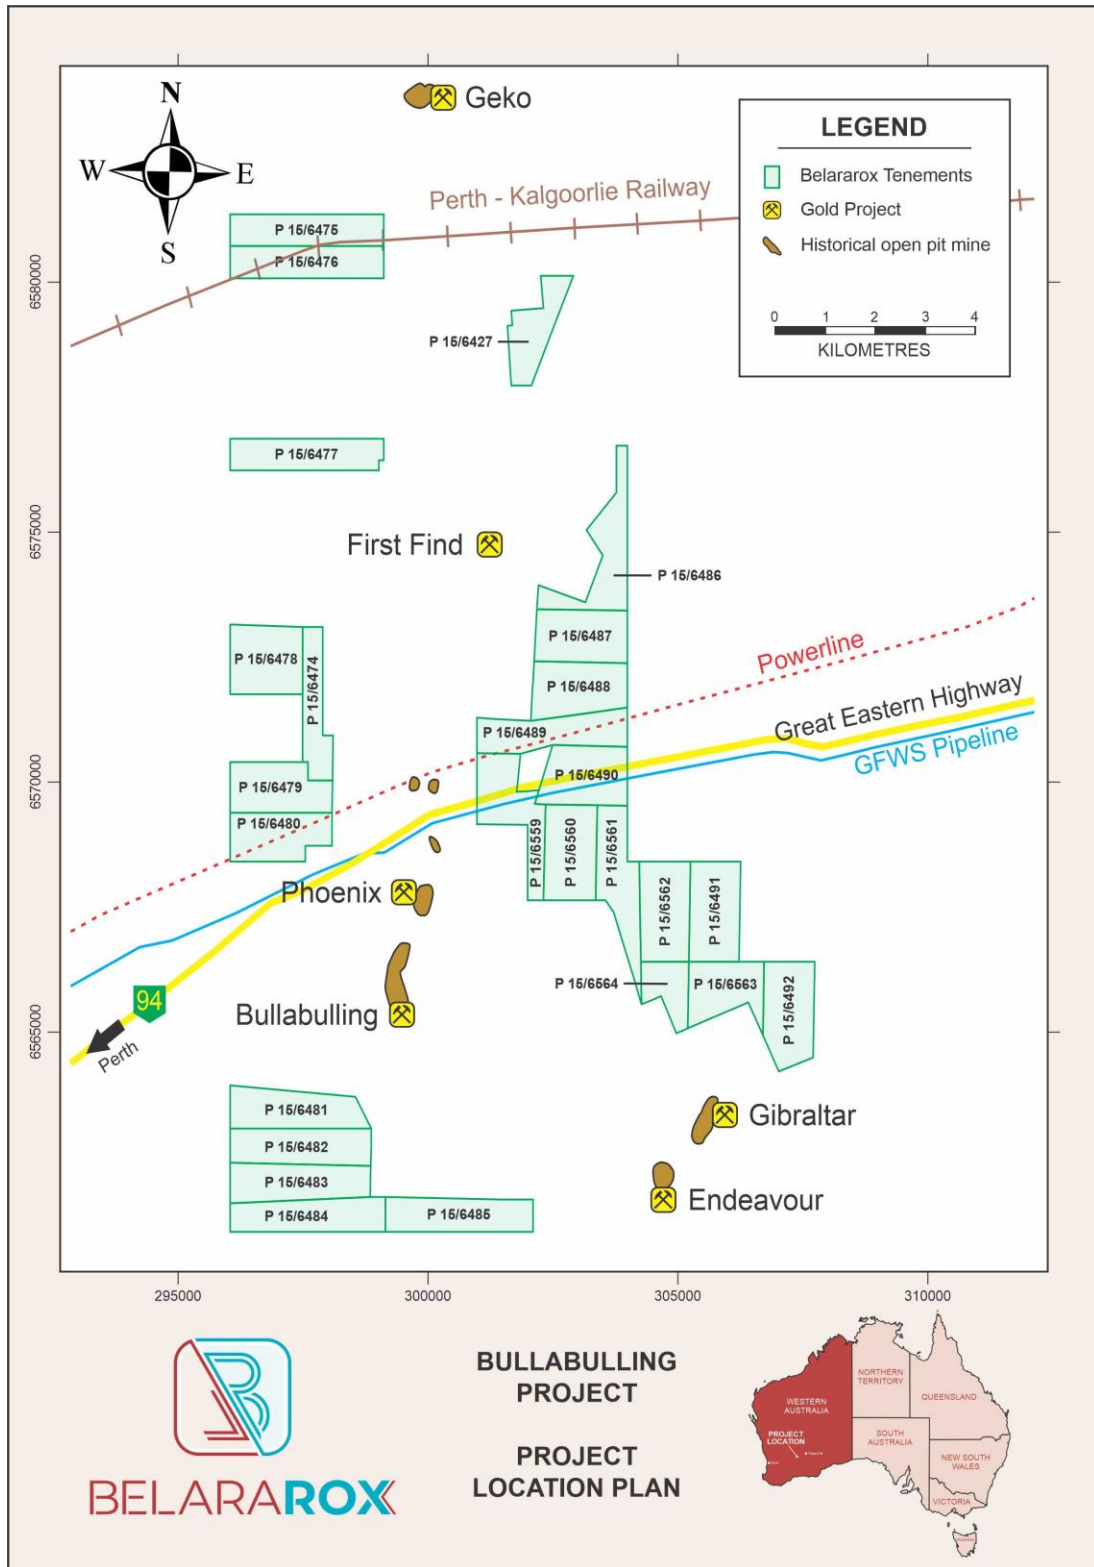 N
W
E
S
Geko
LEGEND
Belararox Tenements
Gold Project
Historical open pit mine
0 1 2 3 4
KILOMETRES
Perth - Kalgoorlie Railway
P 15/6475
P 15/6476
6580000
P 15/6427
P 15/6477
6575000
First Find
P 15/6486
P 15/6487
P 15/6478
P 15/6474
P 15/6488
Powerline
P 15/6489
Great Eastern Highway
GFWS Pipeline
6570000
P 15/6479
P 15/6490
P 15/6480
P 15/6559
P 15/6560
P 15/6561
Phoenix
P 15/6562
P 15/6491
P 15/6564
P 15/6563
P 15/6492
94
Perth
Bullabulling
6565000
P 15/6481
P 15/6482
P 15/6483
P 15/6484
P 15/6485
Gibraltar
Endeavour
295000
300000
305000
310000
BELARAROX
BULLABULLING
PROJECT
PROJECT
LOCATION PLAN
NORTHERN
TERRITORY
QUEENSLAND
WESTERN
AUSTRALIA
PROJECT
LOCATION
SOUTH
AUSTRALIA
NEW SOUTH
WALES
VICTORIA